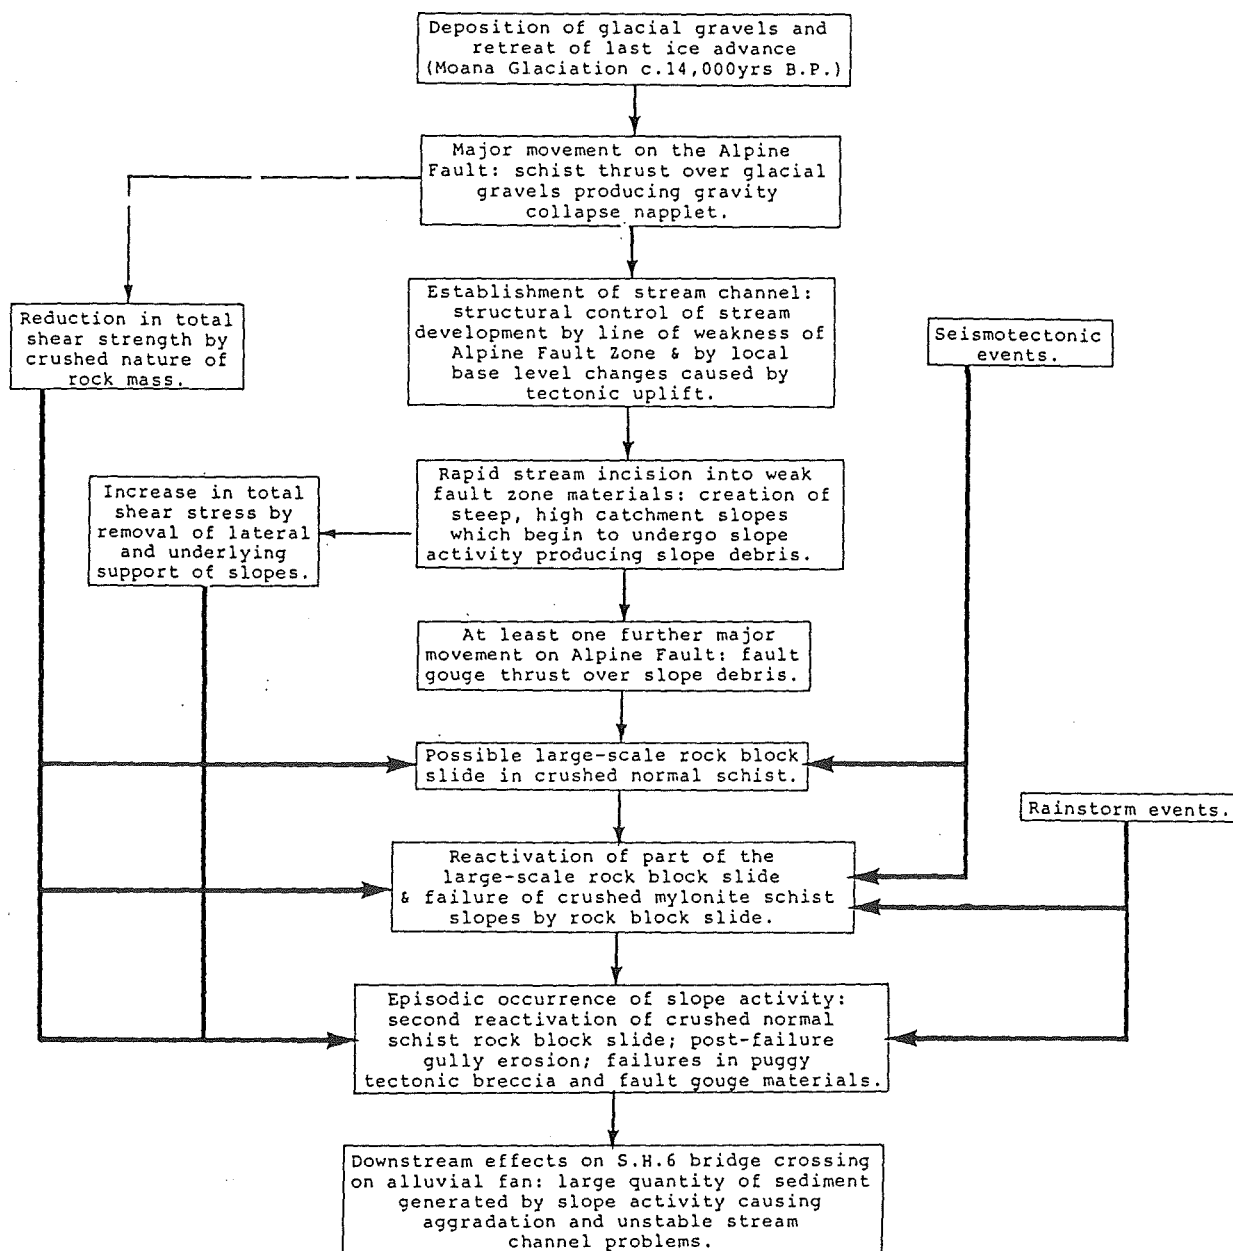 Deposition of glacial gravels and
retreat of last ice advance
(Moana Glaciation c.14,000yrs B.P.)
Major movement on the Alpine
Fault: schist thrust over glacial
gravels producing gravity
collapse napplet.
Establishment of stream channel:
structural control of stream
development by line of weakness of
Alpine Fault Zone & by local
base level changes caused by
tectonic uplift.
Reduction in total
shear strength by
crushed nature of
rock mass.
Seismotectonic
events.
Rapid stream incision into weak
fault zone materials: creation of
steep, high catchment slopes
which begin to undergo slope
activity producing slope debris.
Increase in total
shear stress by
removal of lateral
and underlying
support of slopes.
At least one further major
movement on Alpine Fault: fault
gouge thrust over slope debris.
Possible large-scale rock block
slide in crushed normal schist.
Rainstorm events.
Reactivation of part of the
large-scale rock block slide
& failure of crushed mylonite schist
slopes by rock block slide.
Episodic occurrence of slope activity:
second reactivation of crushed normal
schist rock block slide; post-failure
gully erosion; failures in puggy
tectonic breccia and fault gouge materials.
Downstream effects on S.H.6 bridge crossing
on alluvial fan: large quantity of sediment
generated by slope activity causing
aggradation and unstable stream
channel problems.